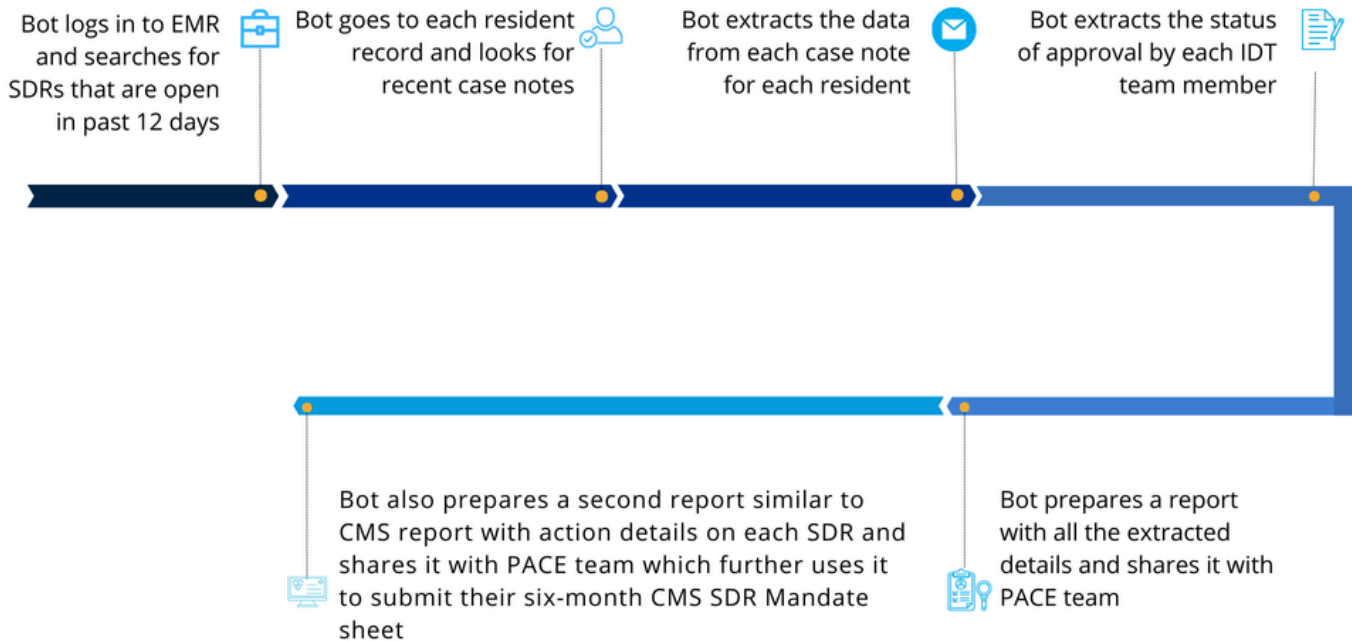 Bot logs in to EMR
and searches for
SDRs that are open
in past 12 days
Bot goes to each resident
record and looks for
recent case notes
Bot extracts the data
from each case note
for each resident
Bot extracts the status
of approval by each IDT
team member
Bot prepares a report
with all the extracted
details and shares it with
PACE team
Bot also prepares a second report similar to
CMS report with action details on each SDR and
shares it with PACE team which further uses it
to submit their six-month CMS SDR Mandate
sheet